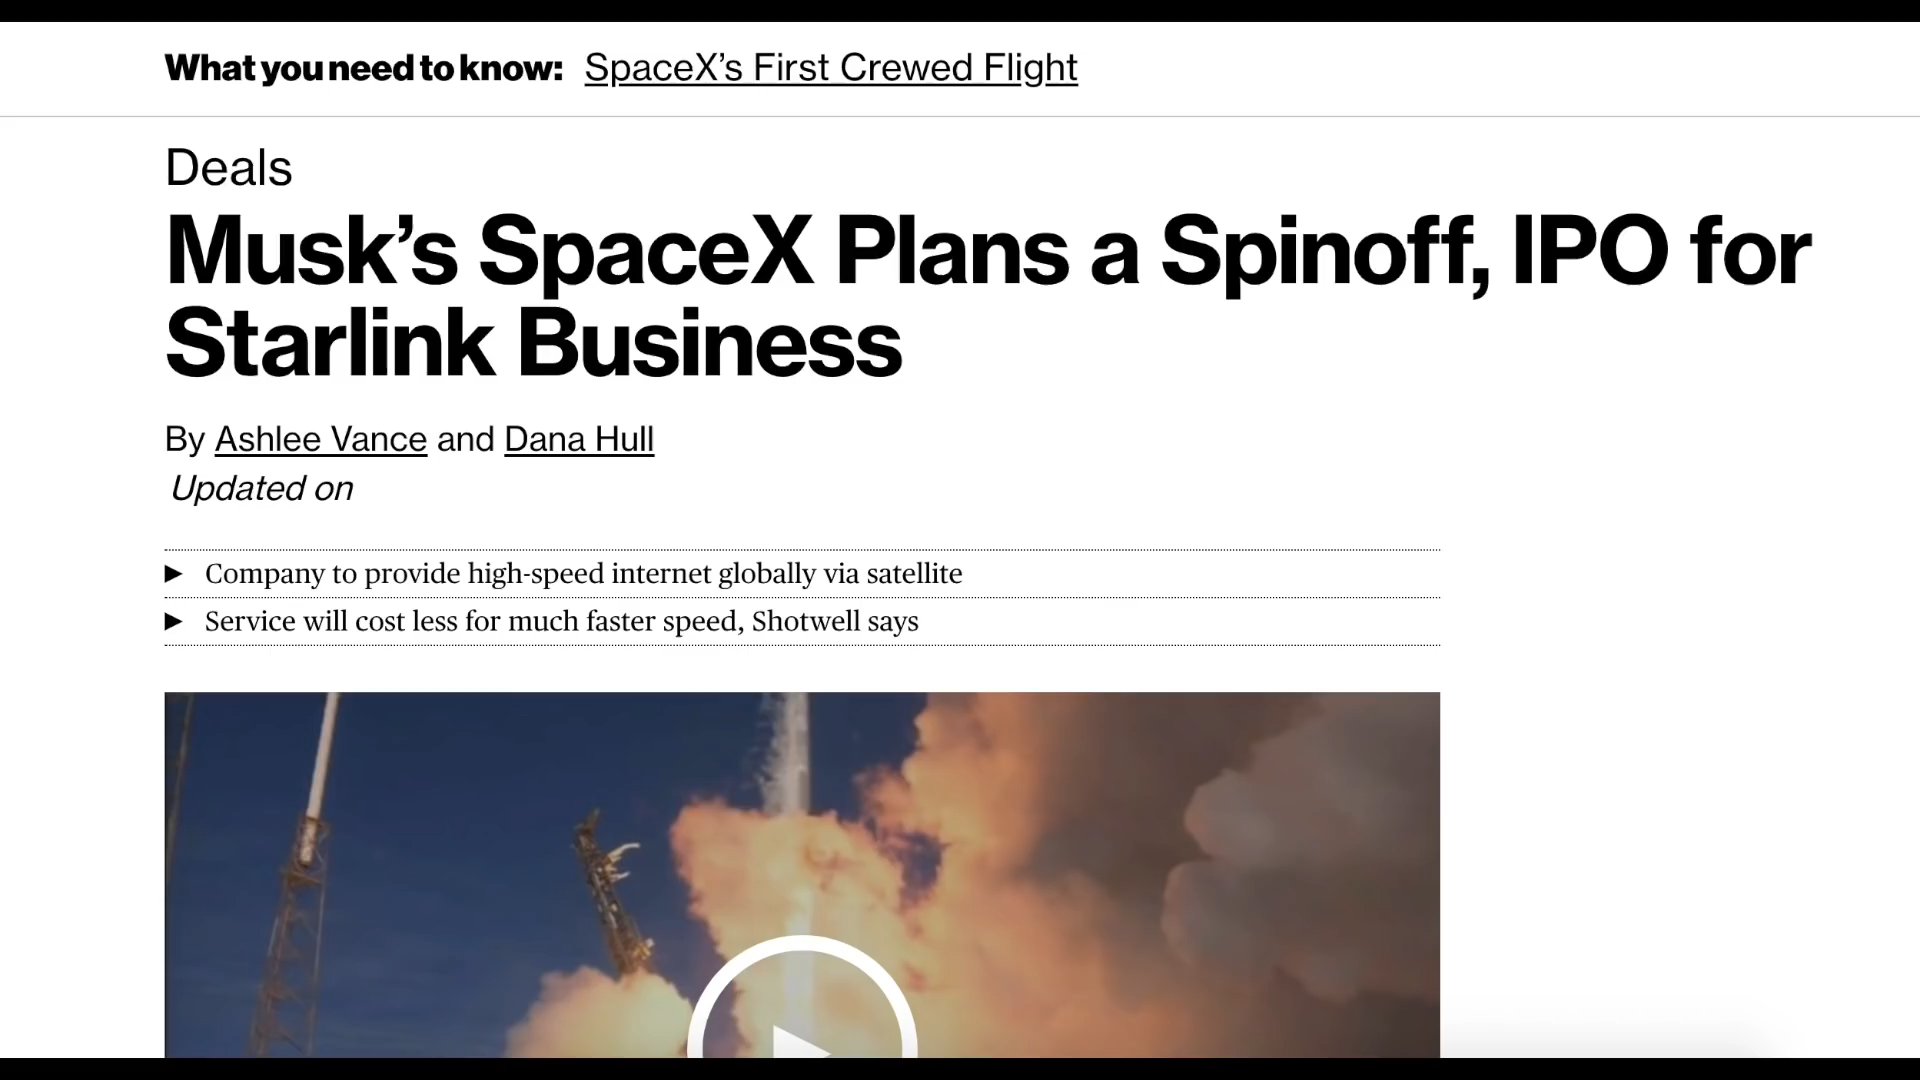 What you need to know: SpaceX’s First Crewed Flight
Deals
Musk’s SpaceX Plans a Spinoff, IPO for
Starlink Business
By Ashlee Vance and Dana Hull
Updated on
Company to provide high-speed internet globally via satellite
Service will cost less for much faster speed, Shotwell says